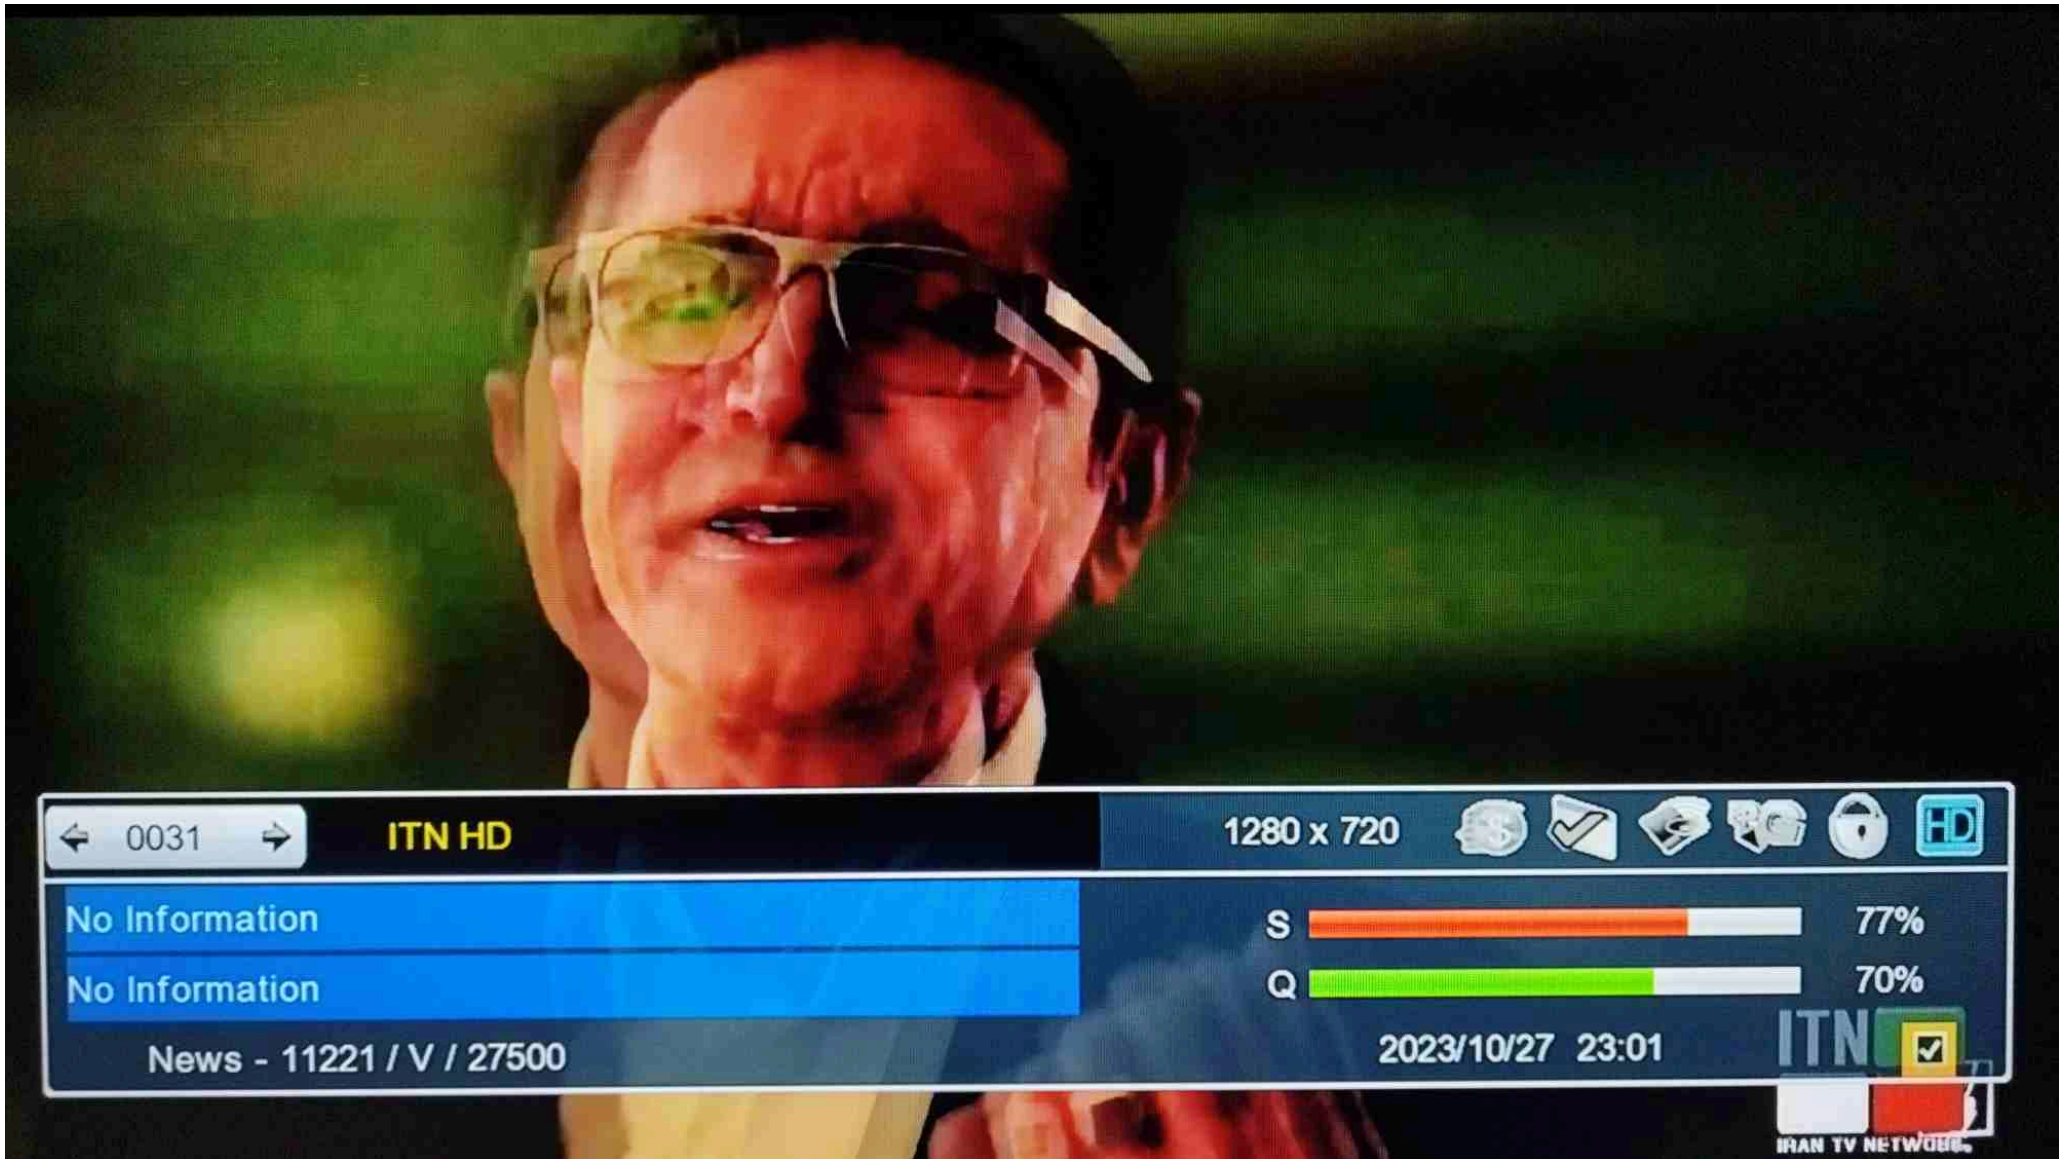 0031
ITN HD
1280 x 720
HD
No Information
S 77%
No Information
Q 70%
News - 11221 / V / 27500
2023/10/27 23:01
ITN
IRAN TV NETWORK